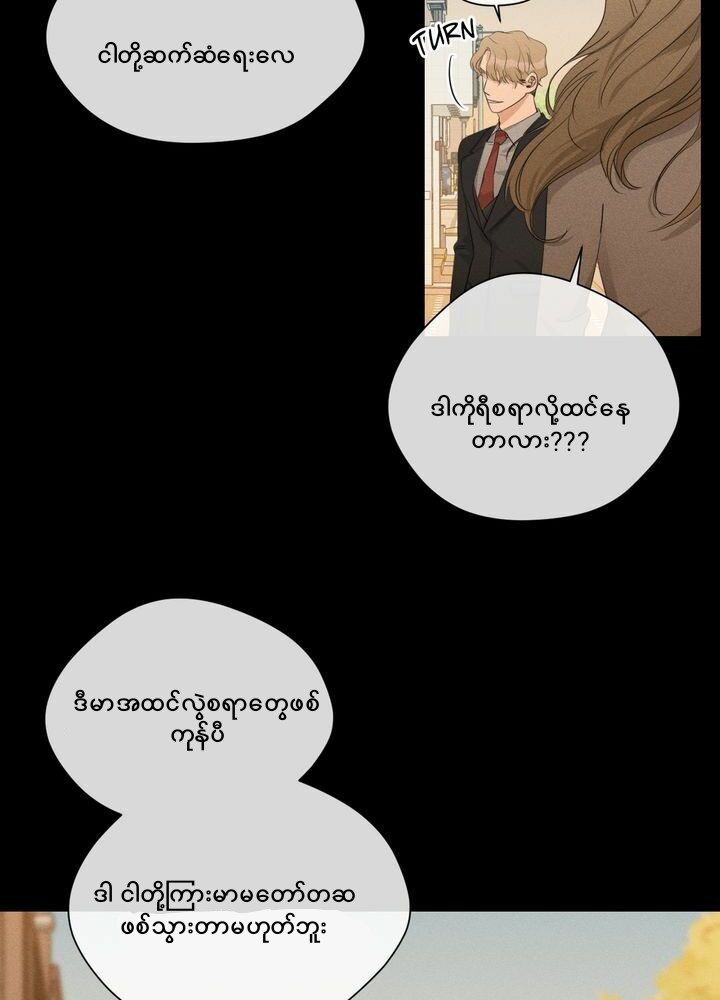 ငါတို့ဆက်ဆံရေးလေ
TURN
ဒါကိုရီစရာလို့ထင်နေ
တာလား???
ဒီမာအထင်လွဲစရာတွေဖစ်
ကုန်ပီ
ဒါ ငါတို့ကြားမာမတော်တဆ
ဖစ်သွားတာမဟုတ်ဘူး